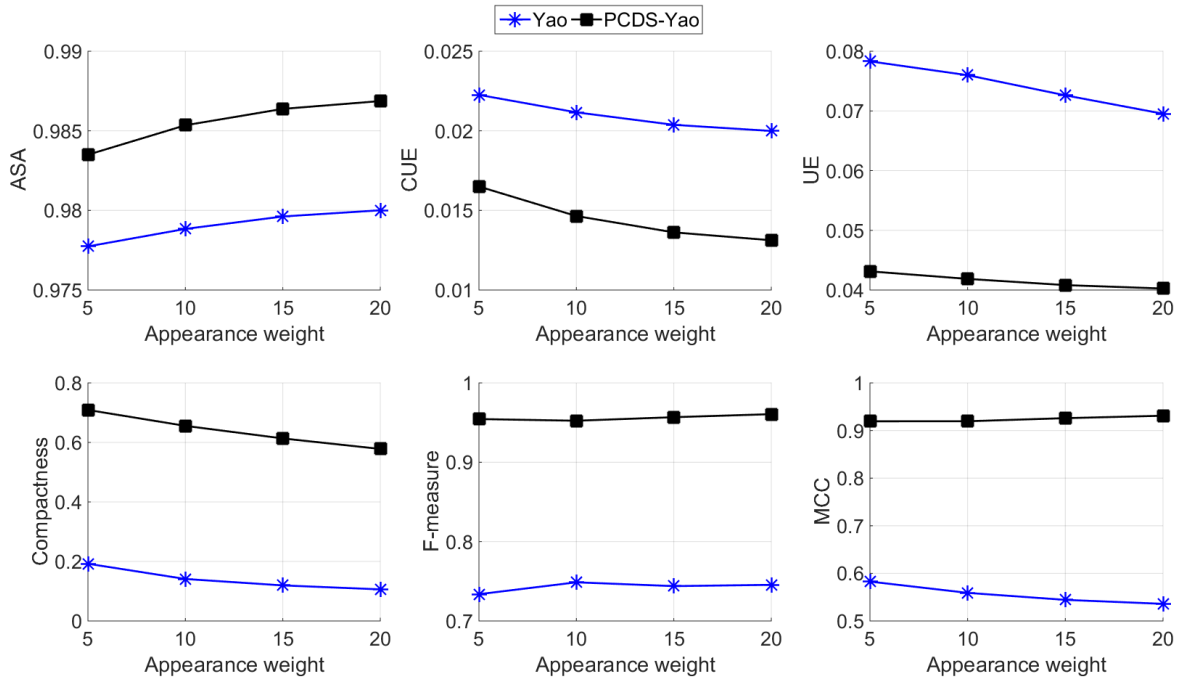 Yao PCDS-Yao
0.99
0.985
0.98
0.975
ASA
5 10 15 20
Appearance weight
0.025
0.02
0.015
0.01
CUE
5 10 15 20
Appearance weight
0.08
0.07
0.06
0.05
0.04
UE
5 10 15 20
Appearance weight
0.8
0.6
0.4
0.2
0
Compactness
5 10 15 20
Appearance weight
1
0.9
0.8
0.7
F-measure
5 10 15 20
Appearance weight
1
0.9
0.8
0.7
0.6
0.5
MCC
5 10 15 20
Appearance weight